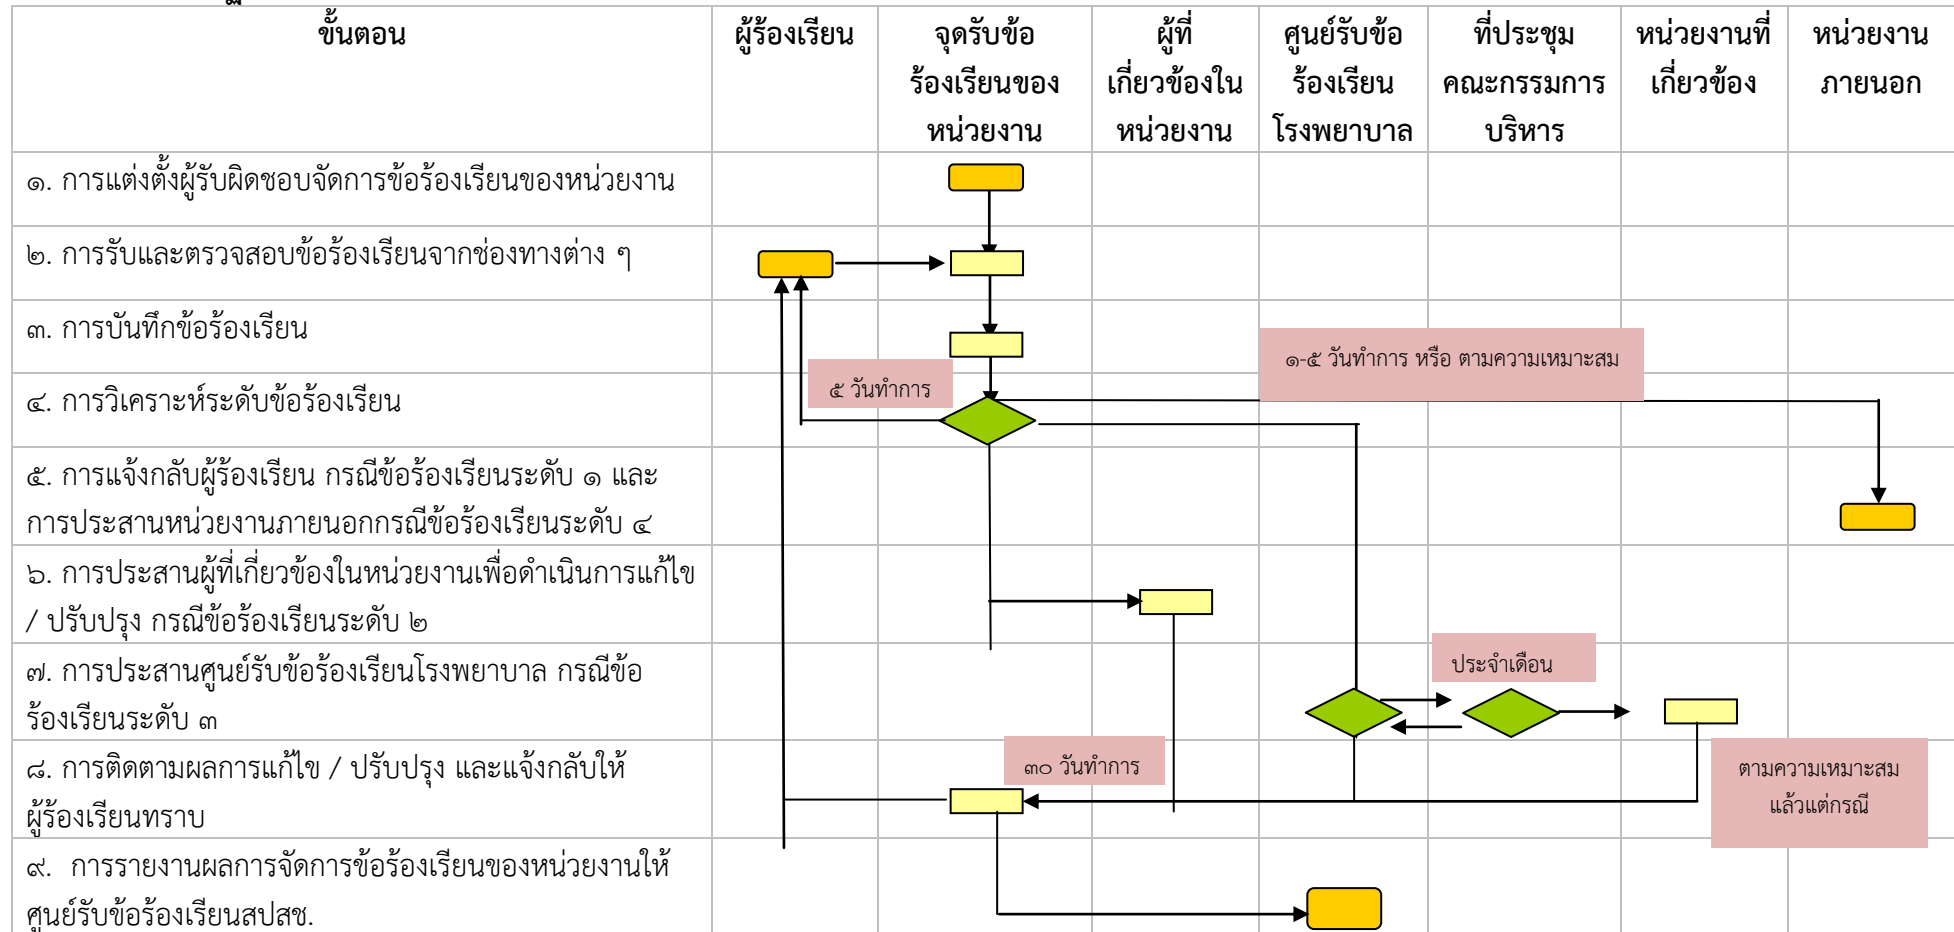 ขั้นตอน
ผู้ร้องเรียน
จุดรับข้อ
ร้องเรียนของ
หน่วยงาน
ผู้ที่
เกี่ยวข้องใน
หน่วยงาน
ศูนย์รับข้อ
ร้องเรียน
โรงพยาบาล
ที่ประชุม
คณะกรรมการ
บริหาร
หน่วยงานที่
เกี่ยวข้อง
หน่วยงาน
ภายนอก
๑. การแต่งตั้งผู้รับผิดชอบจัดการข้อร้องเรียนของหน่วยงาน
๒. การรับและตรวจสอบข้อร้องเรียนจากช่องทางต่าง ๆ
๓. การบันทึกข้อร้องเรียน
๑-๕ วันทำการ หรือ ตามความเหมาะสม
๕ วันทำการ
๔. การวิเคราะห์ระดับข้อร้องเรียน
๕. การแจ้งกลับผู้ร้องเรียน กรณีข้อร้องเรียนระดับ ๑ และ
การประสานหน่วยงานภายนอกกรณีข้อร้องเรียนระดับ ๔
๖. การประสานผู้ที่เกี่ยวข้องในหน่วยงานเพื่อดำเนินการแก้ไข
/ ปรับปรุง กรณีข้อร้องเรียนระดับ ๒
๗. การประสานศูนย์รับข้อร้องเรียนโรงพยาบาล กรณีข้อ
ร้องเรียนระดับ ๓
ประจำเดือน
๘. การติดตามผลการแก้ไข / ปรับปรุง และแจ้งกลับให้
ผู้ร้องเรียนทราบ
๓๐ วันทำการ
ตามความเหมาะสม
แล้วแต่กรณี
๙. การรายงานผลการจัดการข้อร้องเรียนของหน่วยงานให้
ศูนย์รับข้อร้องเรียนสปสช.